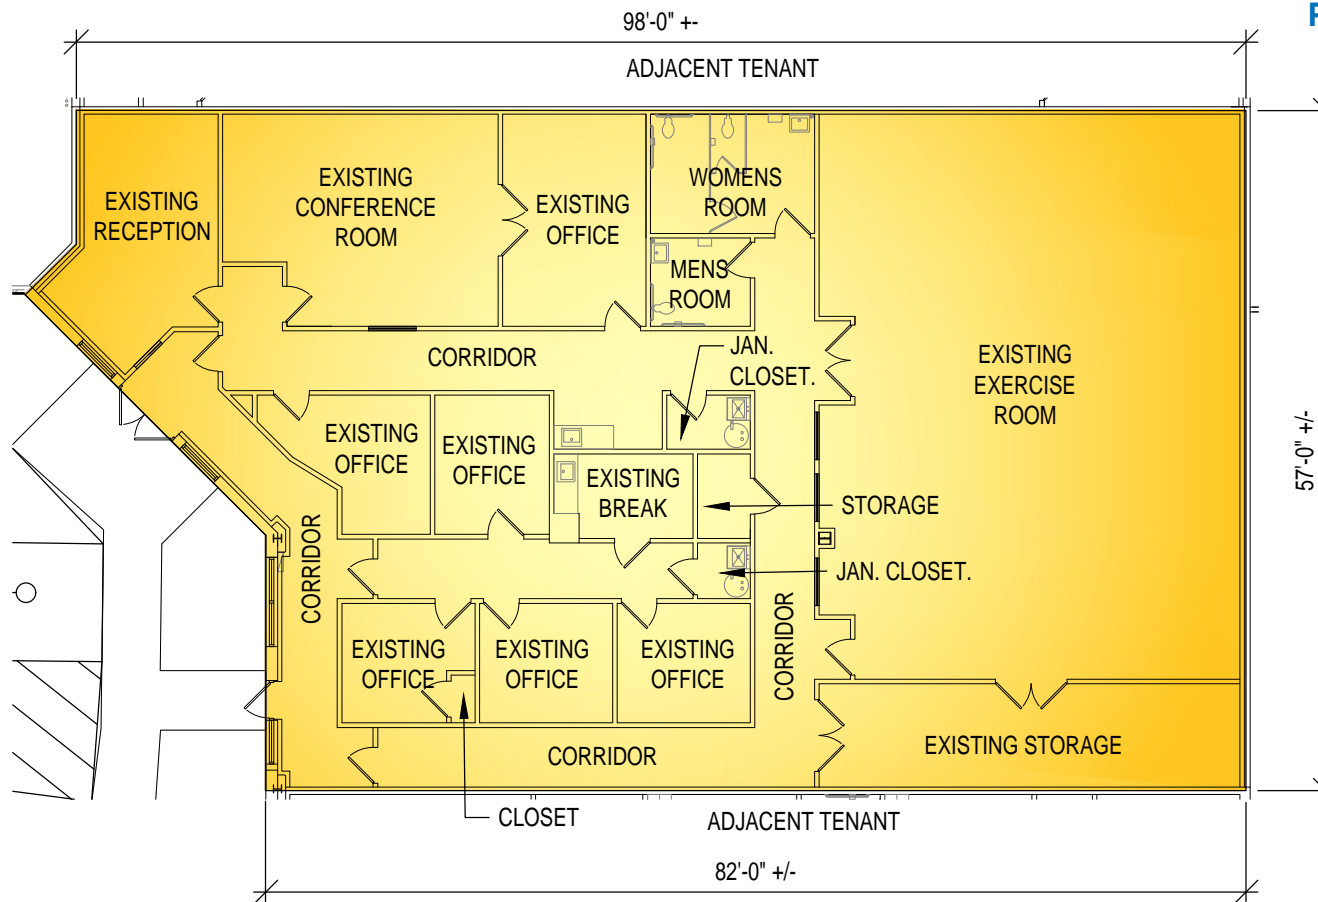 98'-0" +-
ADJACENT TENANT
EXISTING
RECEPTION
EXISTING
CONFERENCE
ROOM
EXISTING
OFFICE
WOMENS
ROOM
MENS
ROOM
CORRIDOR
JAN.
CLOSET.
EXISTING
EXERCISE
ROOM
57'-0" +/-
EXISTING
OFFICE
EXISTING
OFFICE
EXISTING
BREAK
STORAGE
JAN. CLOSET.
CORRIDOR
CORRIDOR
EXISTING
OFFICE
EXISTING
OFFICE
EXISTING
OFFICE
CORRIDOR
EXISTING STORAGE
CLOSET
ADJACENT TENANT
82'-0" +/-